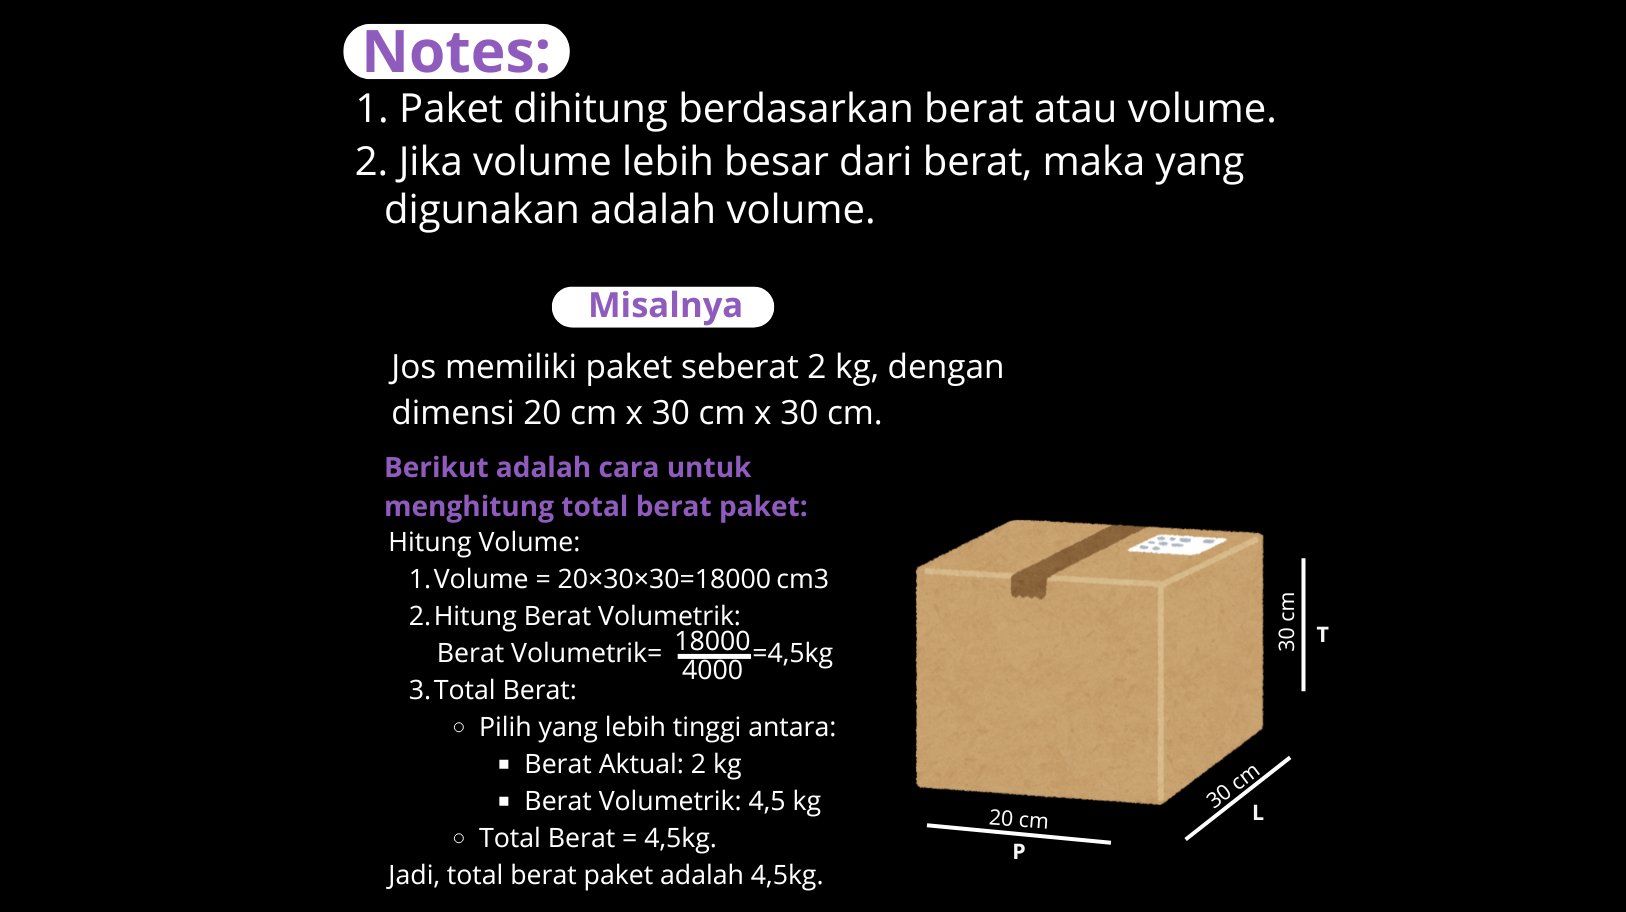 Notes:
1. Paket dihitung berdasarkan berat atau volume.
2. Jika volume lebih besar dari berat, maka yang
digunakan adalah volume.
Misalnya
Jos memiliki paket seberat 2 kg, dengan
dimensi 20 cm x 30 cm x 30 cm.
Berikut adalah cara untuk
menghitung total berat paket:
Hitung Volume:
1. Volume = 20×30×30=18000 cm3
2. Hitung Berat Volumetrik:
Berat Volumetrik= 18000/4000 =4,5kg
3. Total Berat:
○ Pilih yang lebih tinggi antara:
▪ Berat Aktual: 2 kg
▪ Berat Volumetrik: 4,5 kg
○ Total Berat = 4,5kg.
Jadi, total berat paket adalah 4,5kg.
30 cm
T
30 cm
L
20 cm
P